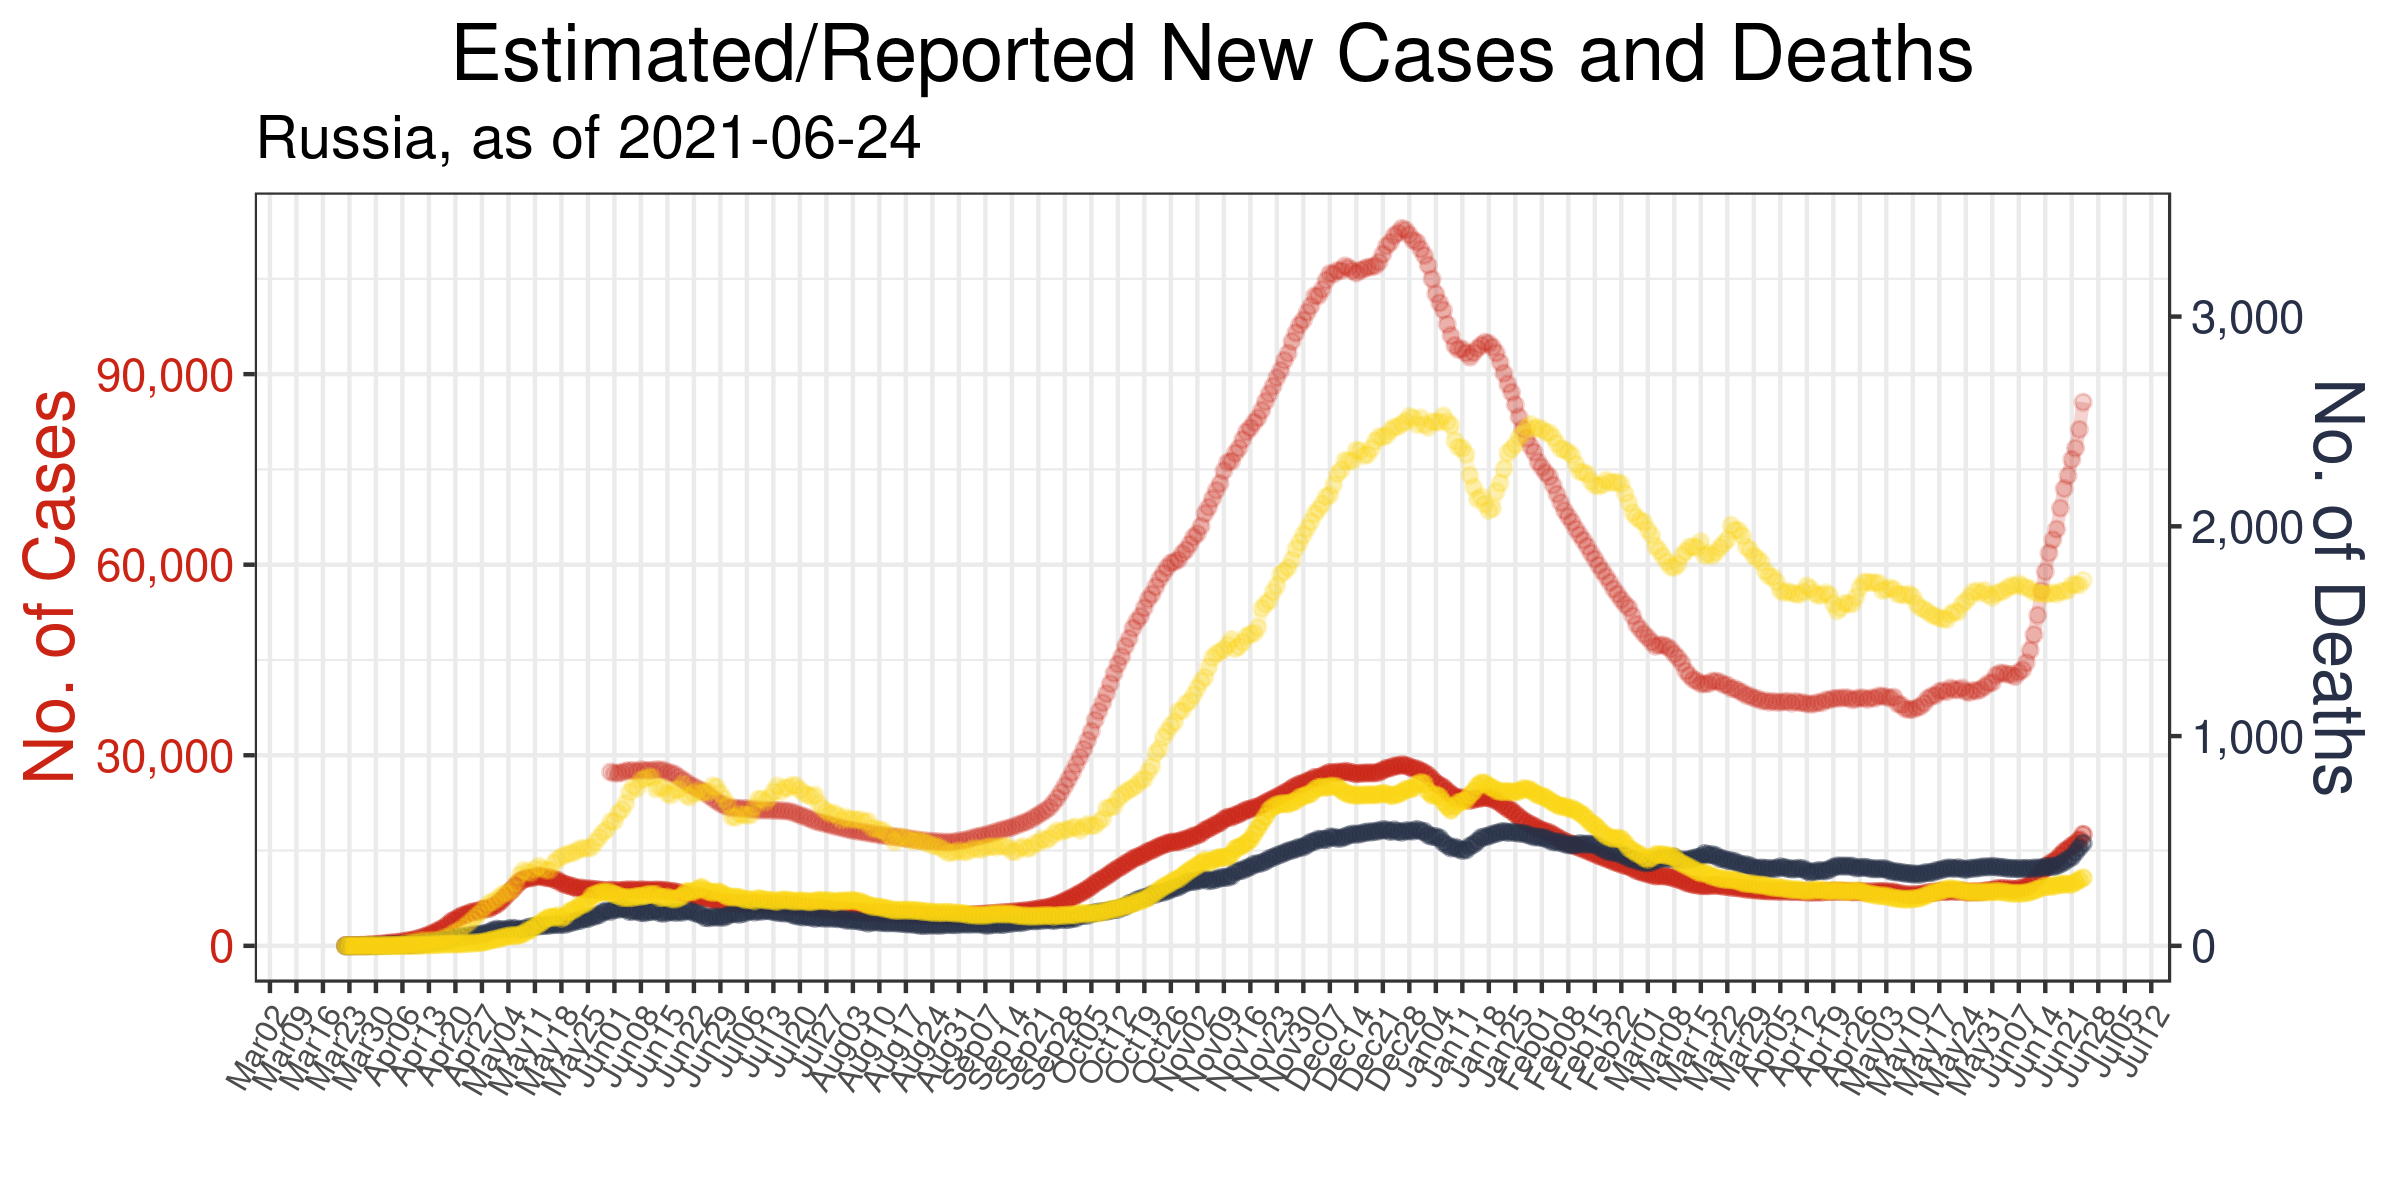 Estimated/Reported New Cases and Deaths
Russia, as of 2021-06-24
No. of Cases
90,000
60,000
30,000
0
3,000
2,000
1,000
0
No. of Deaths
Mar02
Mar09
Mar16
Mar23
Mar30
Apr06
Apr13
Apr20
Apr27
May04
May11
May18
May25
Jun01
Jun08
Jun15
Jun22
Jun29
Jul06
Jul13
Jul20
Jul27
Aug03
Aug10
Aug17
Aug24
Aug31
Sep07
Sep14
Sep21
Sep28
Oct05
Oct12
Oct19
Oct26
Nov02
Nov09
Nov16
Nov23
Nov30
Dec07
Dec14
Dec21
Dec28
Jan04
Jan11
Jan18
Jan25
Feb01
Feb08
Feb15
Feb22
Mar01
Mar08
Mar15
Mar22
Mar29
Apr05
Apr12
Apr19
Apr26
May03
May10
May17
May24
May31
Jun07
Jun14
Jun21
Jun28
Jul05
Jul12